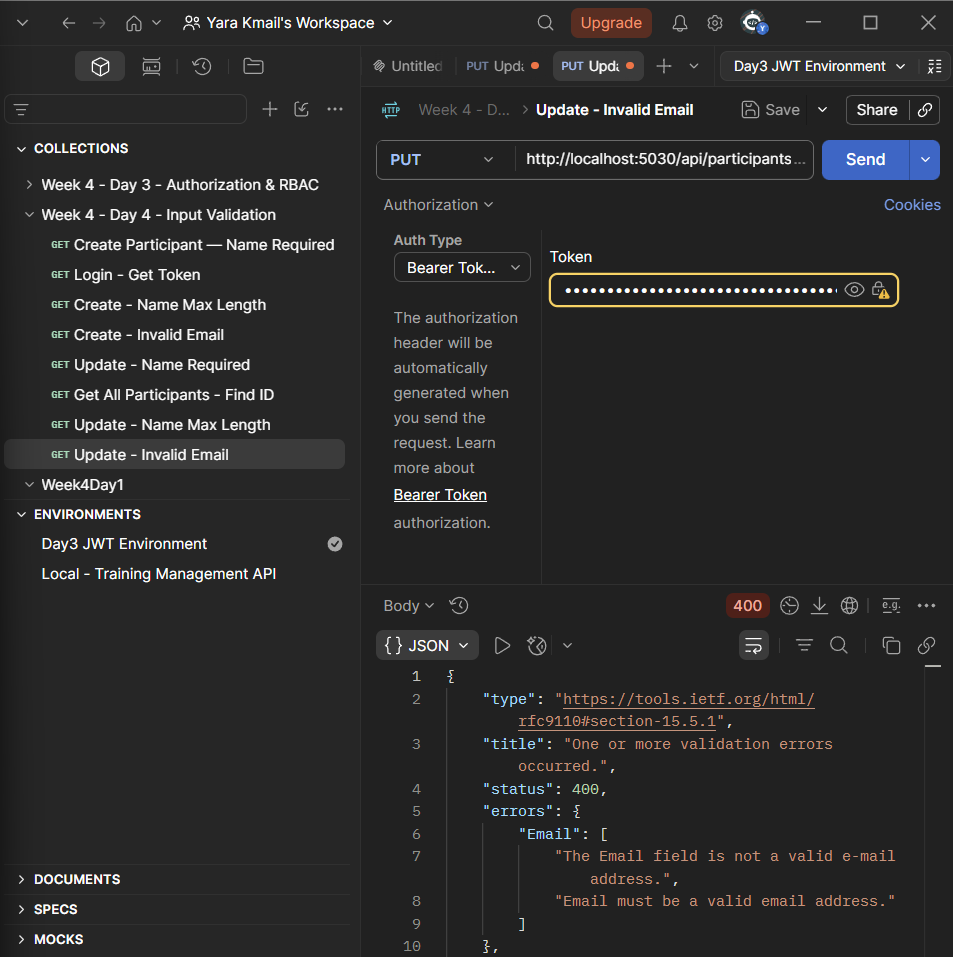 Yara Kmail's Workspace
Upgrade
Y
Untitled
PUT Upda
PUT Upda
Day3 JWT Environment
HTTP
Week 4 - D...
Update - Invalid Email
Save
Share
COLLECTIONS
Week 4 - Day 3 - Authorization & RBAC
Week 4 - Day 4 - Input Validation
GET Create Participant — Name Required
GET Login - Get Token
GET Create - Name Max Length
GET Create - Invalid Email
GET Update - Name Required
GET Get All Participants - Find ID
GET Update - Name Max Length
GET Update - Invalid Email
Week4Day1
ENVIRONMENTS
Day3 JWT Environment
Local - Training Management API
DOCUMENTS
SPECS
MOCKS
PUT
http://localhost:5030/api/participants...
Send
Authorization
Cookies
Auth Type
Bearer Tok...
The authorization
header will be
automatically
generated when
you send the
request. Learn
more about
Bearer Token
authorization.
Token
Body
400
e.g.
{ } JSON
1 {
2 "type": "https://tools.ietf.org/html/
rfc9110#section-15.5.1",
3 "title": "One or more validation errors
occurred.",
4 "status": 400,
5 "errors": {
6 "Email": [
7 "The Email field is not a valid e-mail
address.",
8 "Email must be a valid email address."
9 ]
10 },